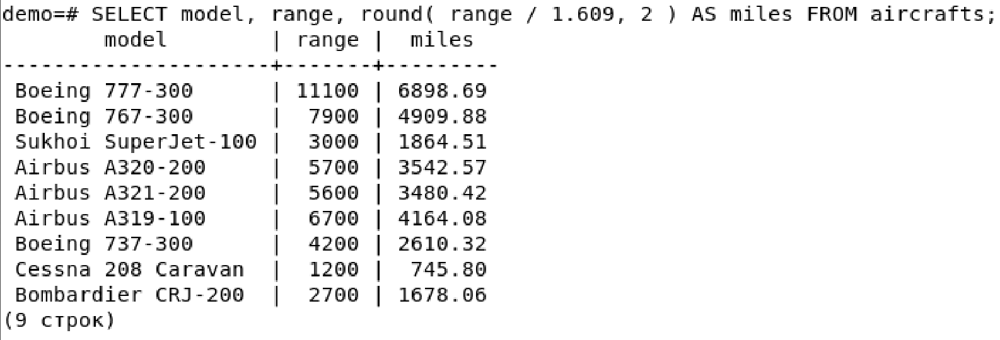 demo=# SELECT model, range, round( range / 1.609, 2 ) AS miles FROM aircrafts;
        model        | range |  miles
---------------------+-------+---------
 Boeing 777-300      | 11100 | 6898.69
 Boeing 767-300      |  7900 | 4909.88
 Sukhoi SuperJet-100 |  3000 | 1864.51
 Airbus A320-200     |  5700 | 3542.57
 Airbus A321-200     |  5600 | 3480.42
 Airbus A319-100     |  6700 | 4164.08
 Boeing 737-300      |  4200 | 2610.32
 Cessna 208 Caravan  |  1200 |  745.80
 Bombardier CRJ-200  |  2700 | 1678.06
(9 строк)